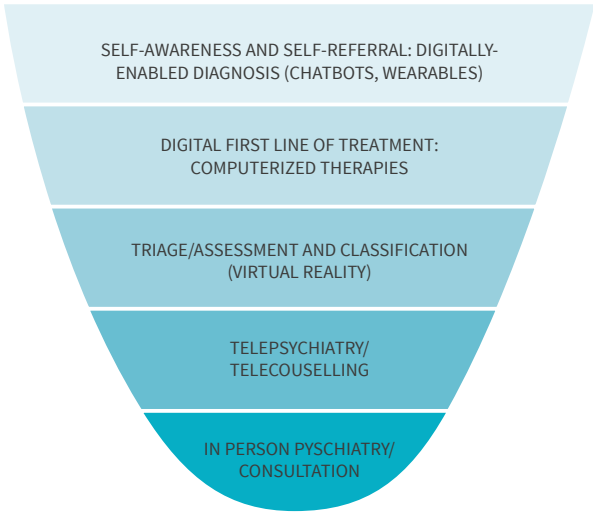 SELF-AWARENESS AND SELF-REFERRAL: DIGITALLY-
ENABLED DIAGNOSIS (CHATBOTS, WEARABLES)
DIGITAL FIRST LINE OF TREATMENT:
COMPUTERIZED THERAPIES
TRIAGE/ASSESSMENT AND CLASSIFICATION
(VIRTUAL REALITY)
TELEPSYCHIATRY/
TELECOUSELLING
IN PERSON PYSCHIATRY/
CONSULTATION